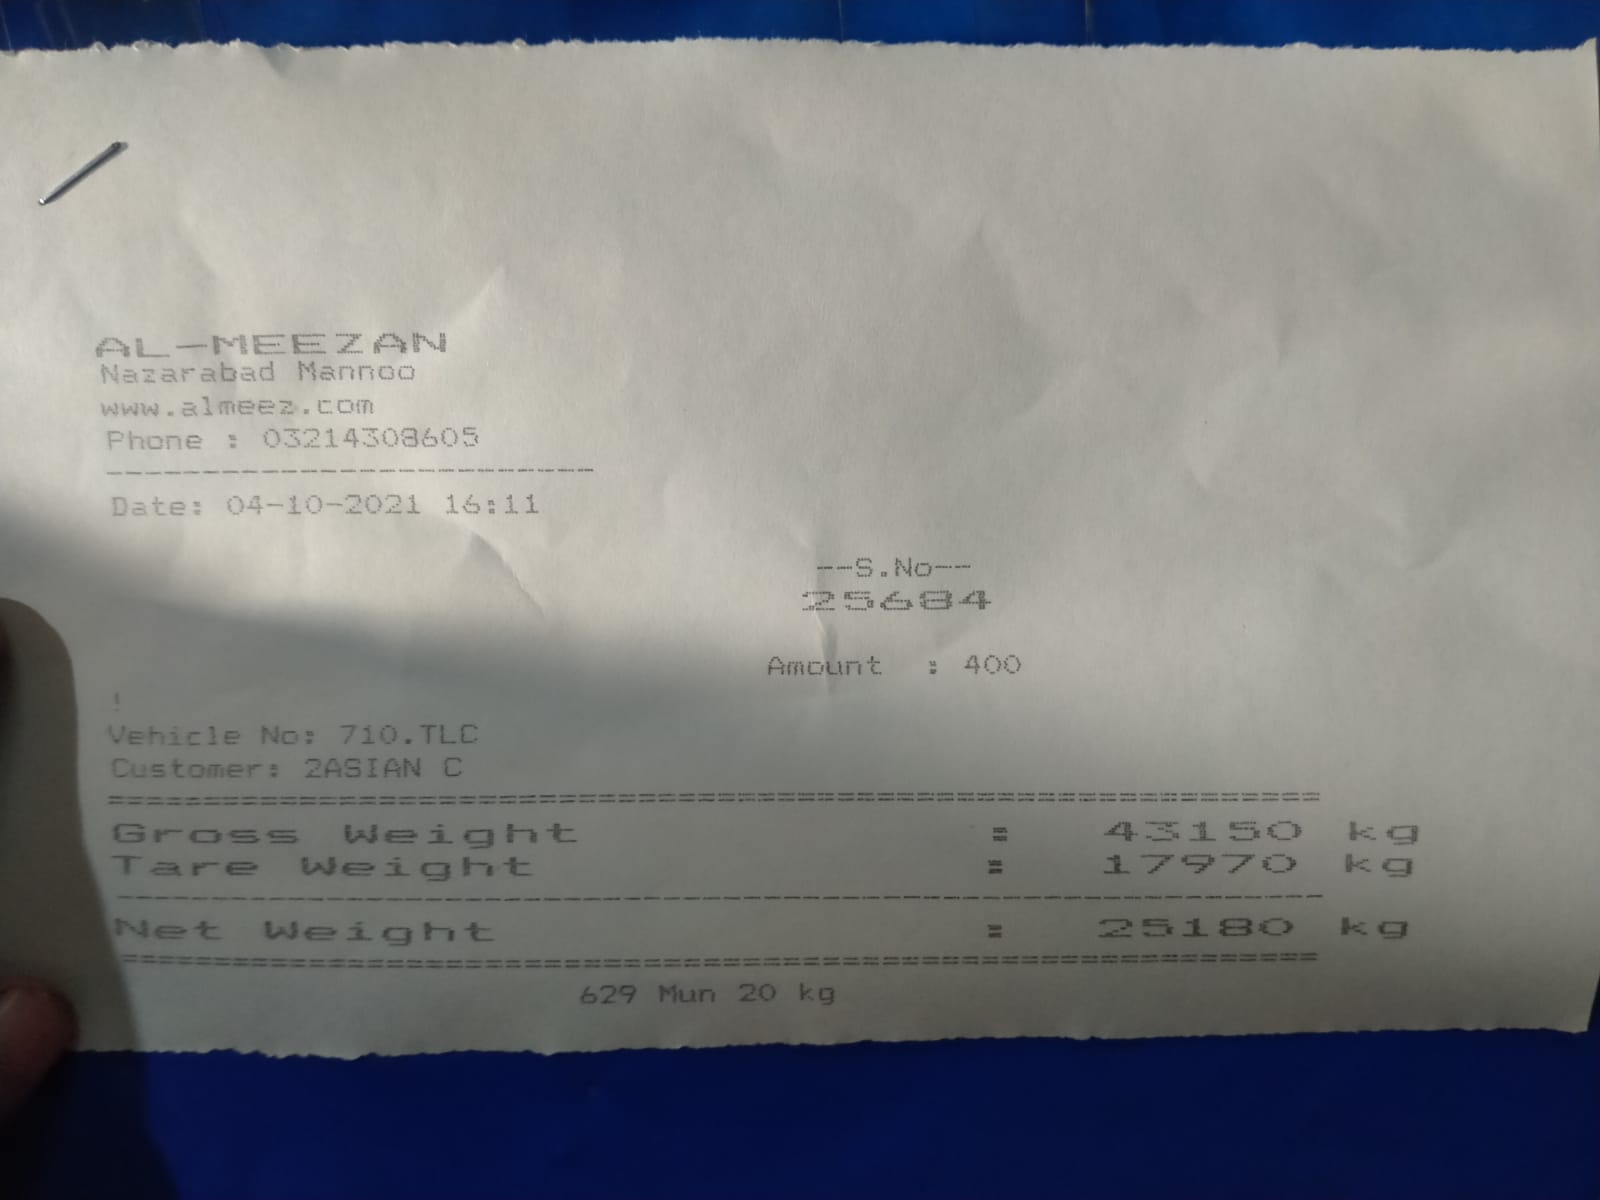 AL-MEEZAN
Nazarabad Mannoo
www.almeez.com
Phone : 03214308605
--------------------------
Date: 04-10-2021 16:11
--S.No--
25684
Amount : 400
!
Vehicle No: 710.TLC
Customer: 2ASIAN C
================================================================
Gross Weight = 43150 kg
Tare Weight = 17970 kg
----------------------------------------------------------------
Net Weight = 25180 kg
================================================================
629 Mun 20 kg